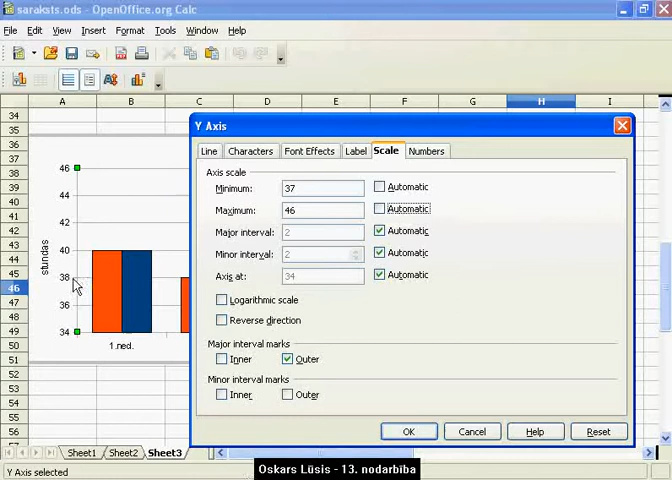 saraksts.ods - OpenOffice.org Calc
File Edit View Insert Format Tools Window Help
A B C D E F G H I
34
35
36
37
38
39
40
41
42
43
44
45
46
47
48
49
50
51
52
53
54
55
56
57
46
44
42
40
38
36
34
stundas
1.ned.
Y Axis
Line Characters Font Effects Label Scale Numbers
Axis scale
Minimum: 37 Automatic
Maximum: 46 Automatic
Major interval: 2 Automatic
Minor interval: 2 Automatic
Axis at: 34 Automatic
Logarithmic scale
Reverse direction
Major interval marks
Inner Outer
Minor interval marks
Inner Outer
OK Cancel Help Reset
Sheet1 Sheet2 Sheet3
Y Axis selected
Oskars Lūsis - 13. nodarbība